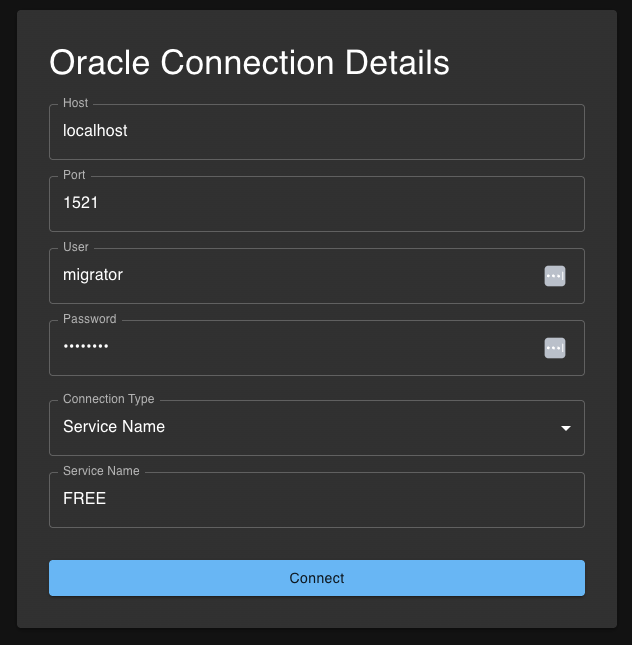 Oracle Connection Details
Host
localhost
Port
1521
User
migrator
Password
••••••••
Connection Type
Service Name
Service Name
FREE
Connect